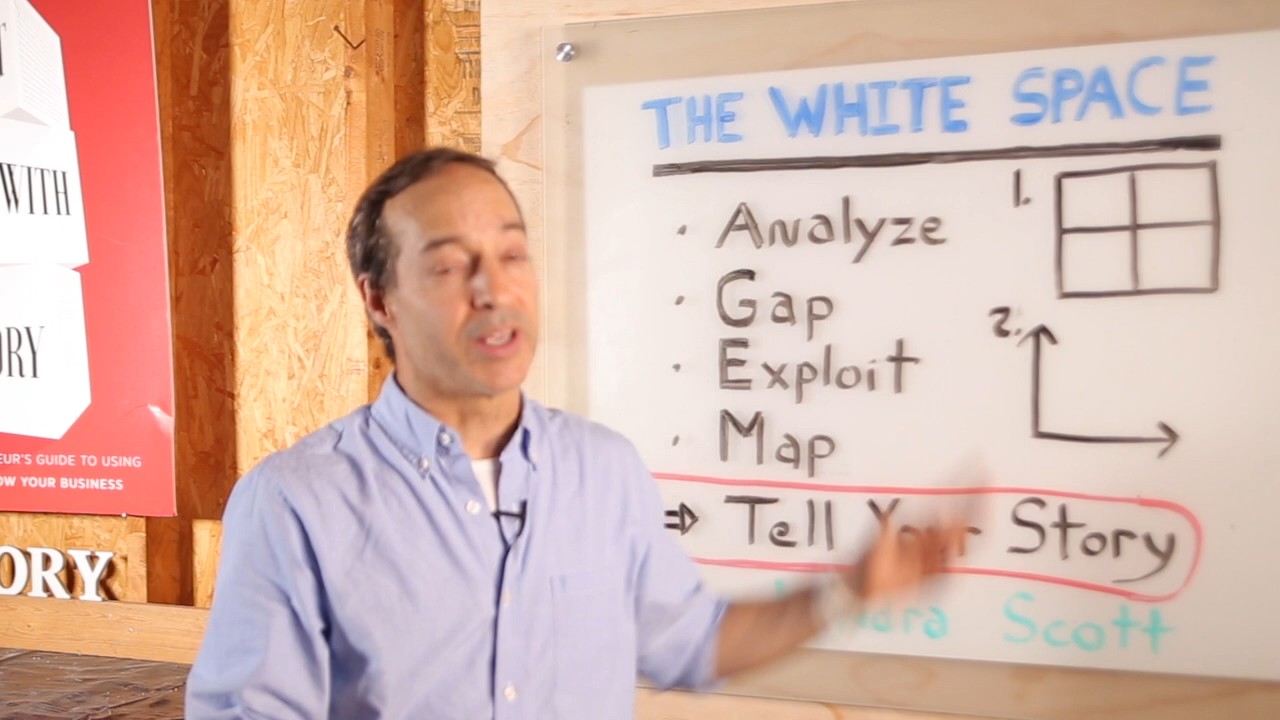 WITH
ORY
EUR'S GUIDE TO USING
OW YOUR BUSINESS
ORY
THE WHITE SPACE
• Analyze
• Gap
• Exploit
• Map
⇒ Tell Your Story
Scott
1.
2.